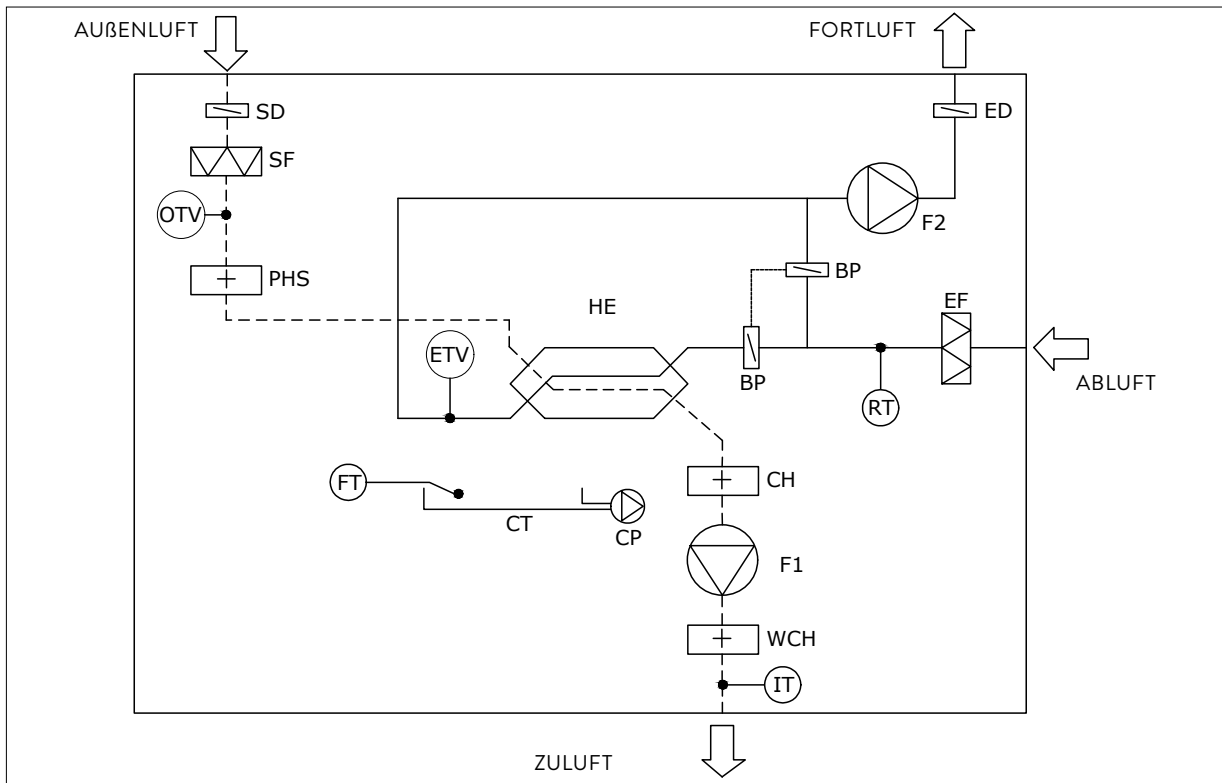 AUßENLUFT
FORTLUFT
SD
ED
SF
OTV
F2
PHS
BP
HE
EF
ETV
BP
RT
ABLUFT
FT
CH
CT
CP
F1
WCH
IT
ZULUFT